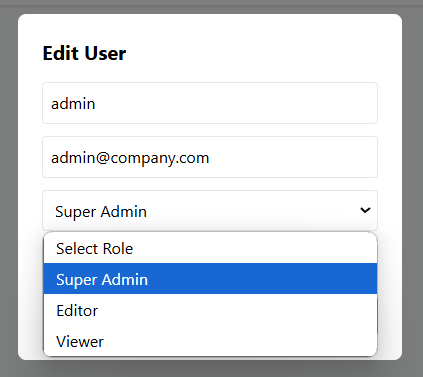 Edit User
admin
admin@company.com
Super Admin
Select Role
Super Admin
Editor
Viewer